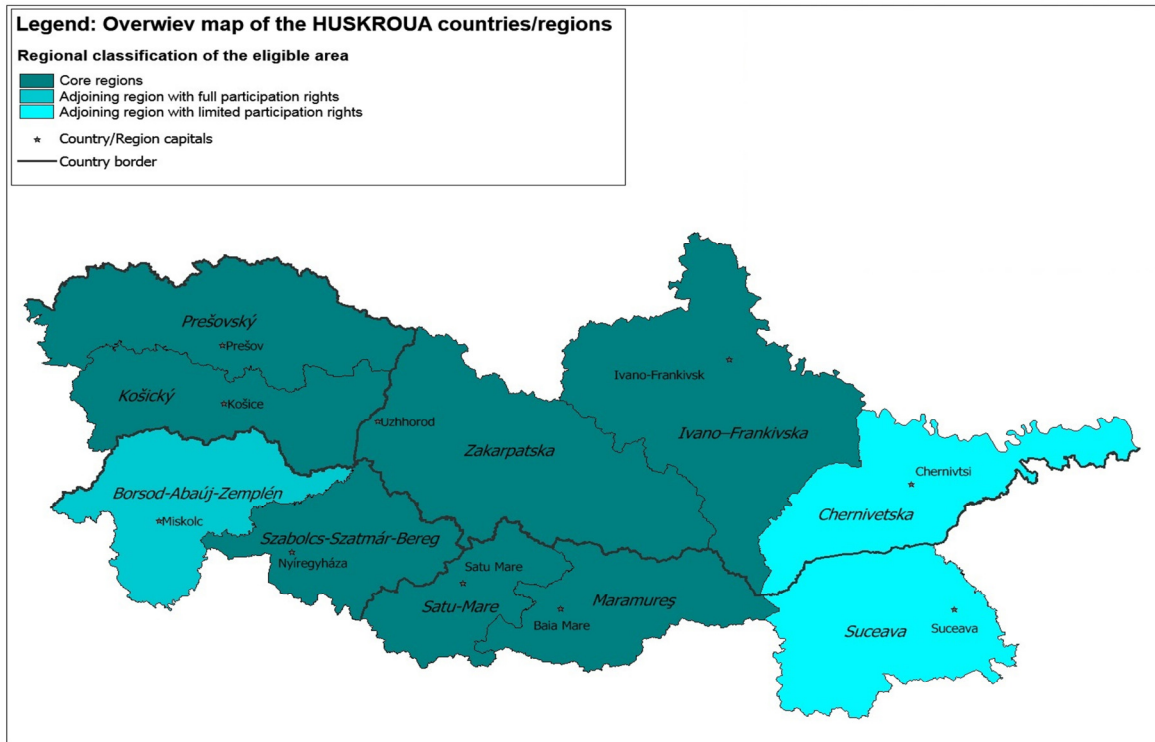 Legend: Overwiev map of the HUSKROUA countries/regions
Regional classification of the eligible area
Core regions
Adjoining region with full participation rights
Adjoining region with limited participation rights
Country/Region capitals
Country border
Prešovský
Prešov
Košický
Košice
Uzhhorod
Zakarpatska
Ivano-Frankivsk
Ivano–Frankivska
Chernivtsi
Chernivetska
Borsod-Abaúj-Zemplén
Miskolc
Szabolcs-Szatmár-Bereg
Nyíregyháza
Satu Mare
Satu-Mare
Maramureş
Baia Mare
Suceava
Suceava